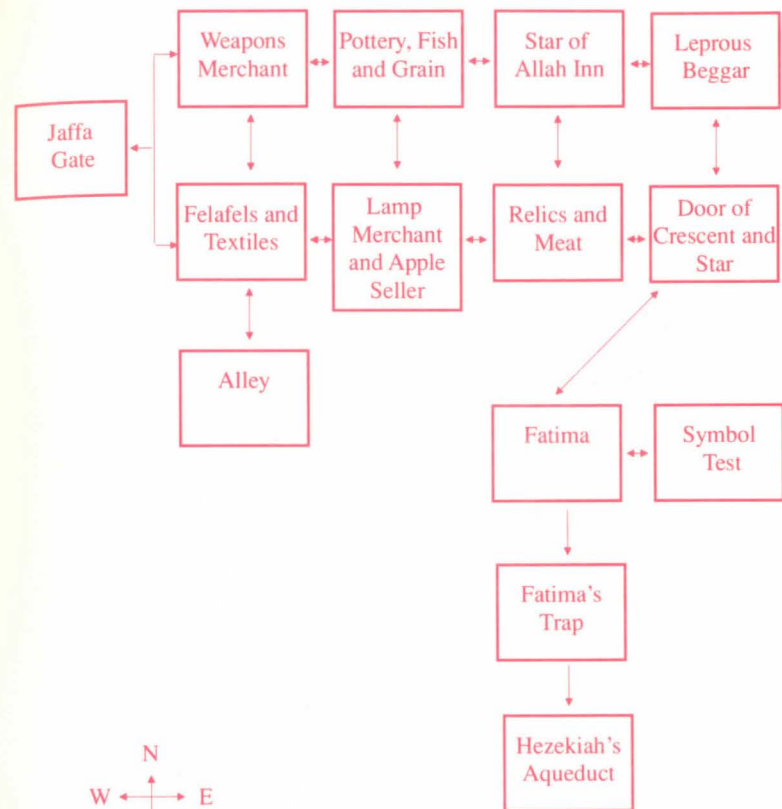 Weapons
Merchant
Pottery, Fish
and Grain
Star of
Allah Inn
Leprous
Beggar
Jaffa
Gate
Felafels and
Textiles
Lamp
Merchant
and Apple
Seller
Relics and
Meat
Door of
Crescent and
Star
Alley
Fatima
Symbol
Test
Fatima's
Trap
Hezekiah's
Aqueduct
N
W
E